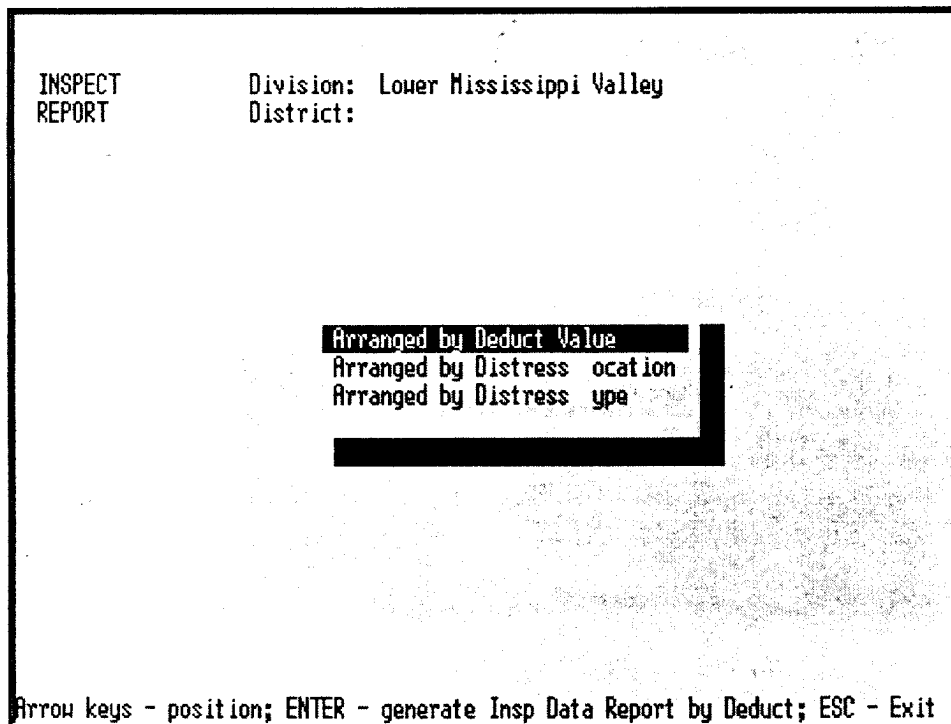 INSPECT Division: Lower Mississippi Valley
REPORT District:
Arranged by Deduct Value
Arranged by Distress ocation
Arranged by Distress ype
Arrow keys - position; ENTER - generate Insp Data Report by Deduct; ESC - Exit